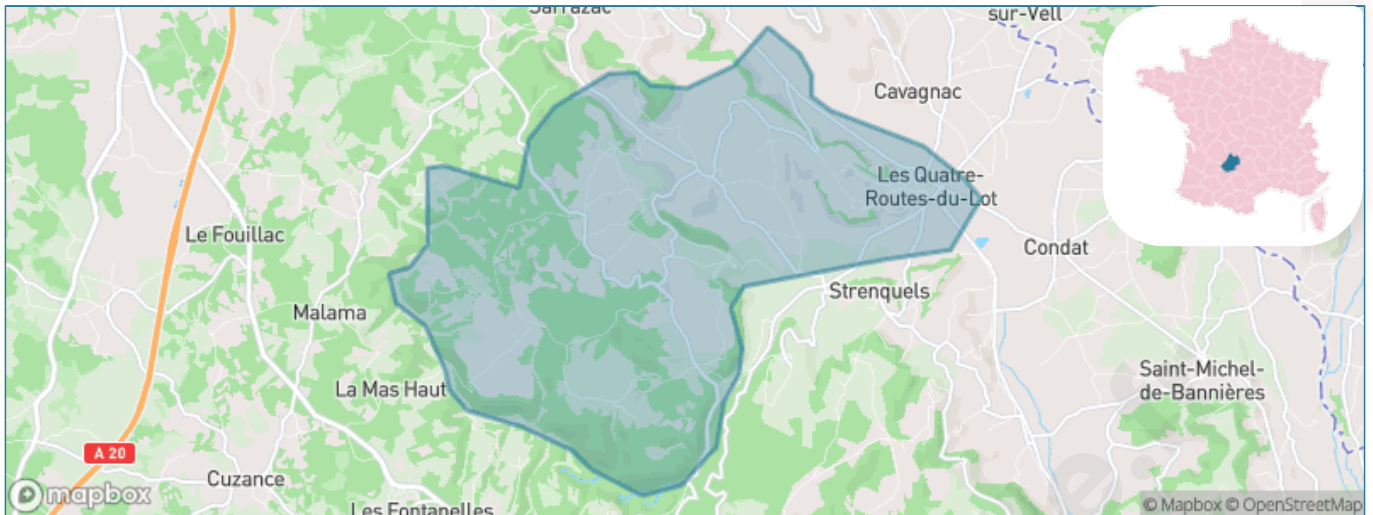 Sarrazac
sur-Vell
Cavagnac
Les Quatre-
Routes-du-Lot
Le Fouillac
Condat
Strenquels
Malama
Saint-Michel-
de-Bannières
La Mas Haut
A 20
Cuzance
mapbox
Les Fontanelles
© Mapbox © OpenStreetMap